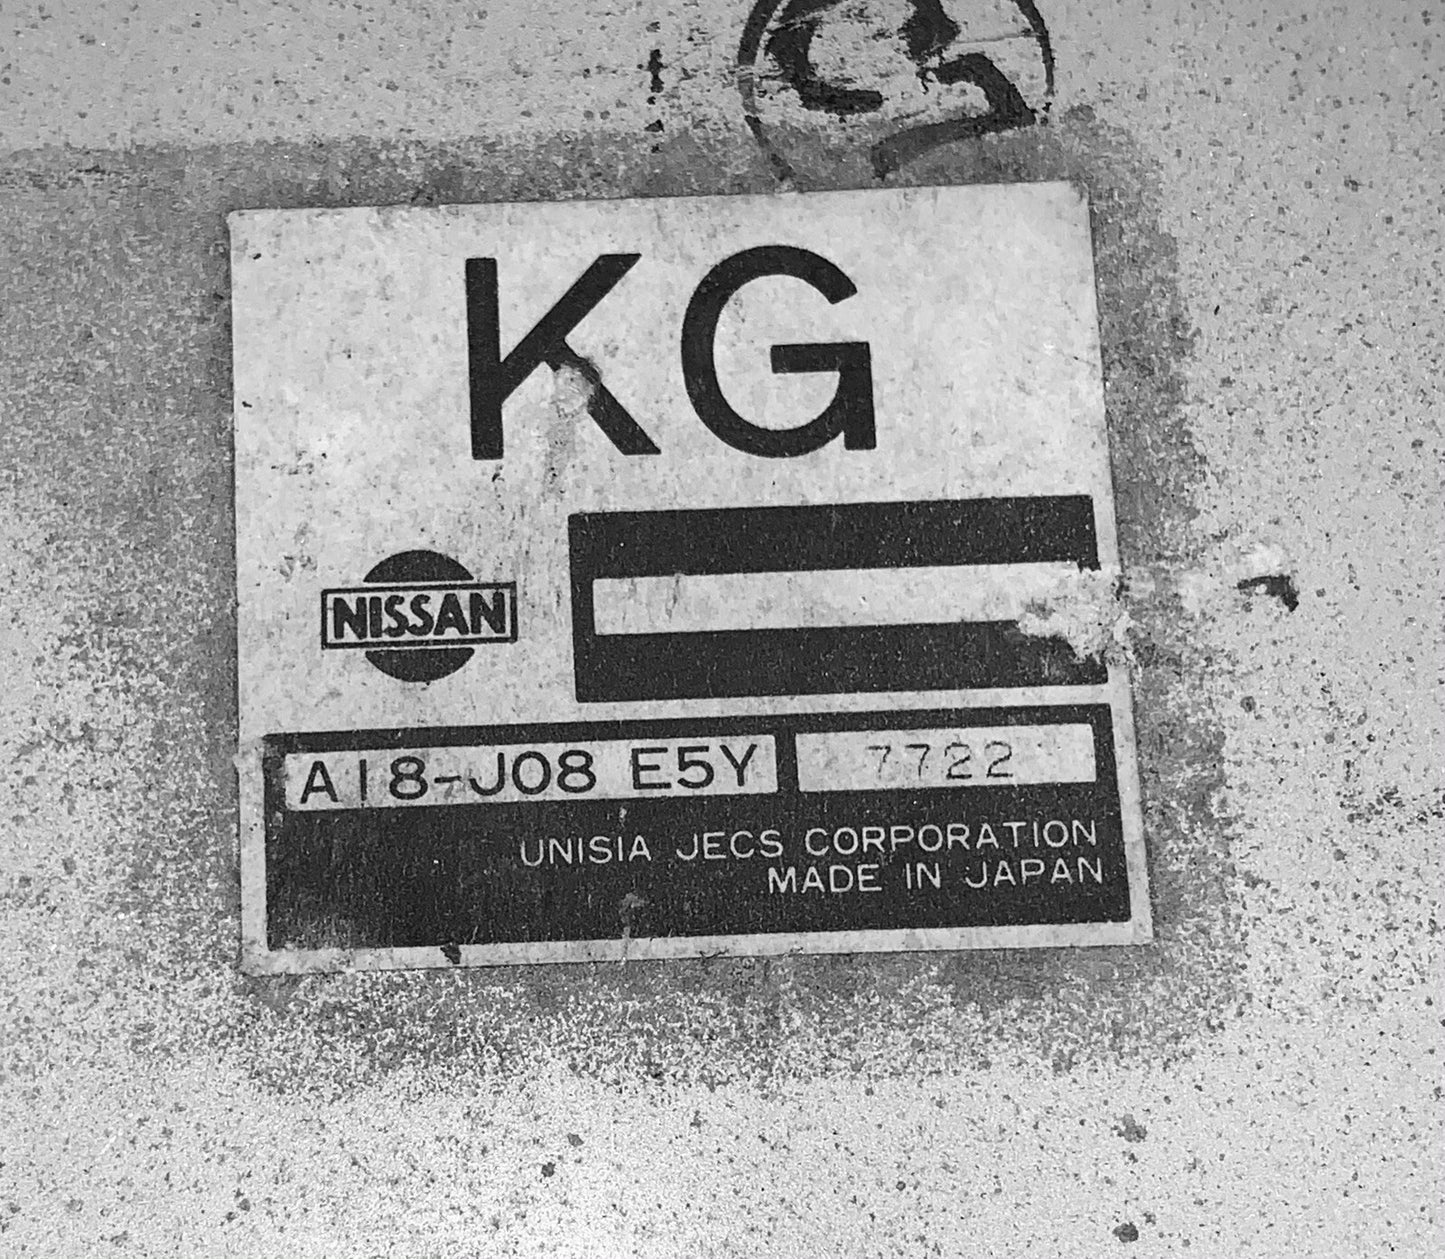 KG
NISSAN
A18-J08 E5Y 7722
UNISIA JECS CORPORATION
MADE IN JAPAN